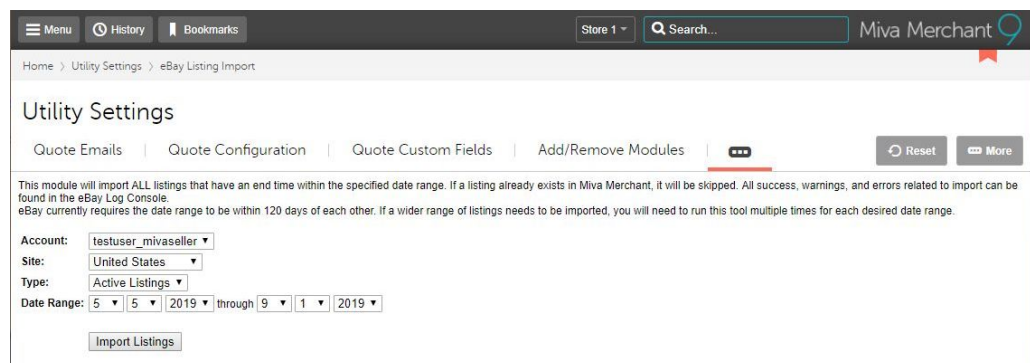 Menu History Bookmarks Store 1 Search... Miva Merchant 9
Home > Utility Settings > eBay Listing Import
Utility Settings
Quote Emails | Quote Configuration | Quote Custom Fields | Add/Remove Modules | Reset More
This module will import ALL listings that have an end time within the specified date range. If a listing already exists in Miva Merchant, it will be skipped. All success, warnings, and errors related to import can be
found in the eBay Log Console.
eBay currently requires the date range to be within 120 days of each other. If a wider range of listings needs to be imported, you will need to run this tool multiple times for each desired date range.
Account: testuser_mivaseller
Site: United States
Type: Active Listings
Date Range: 5 5 2019 through 9 1 2019
Import Listings